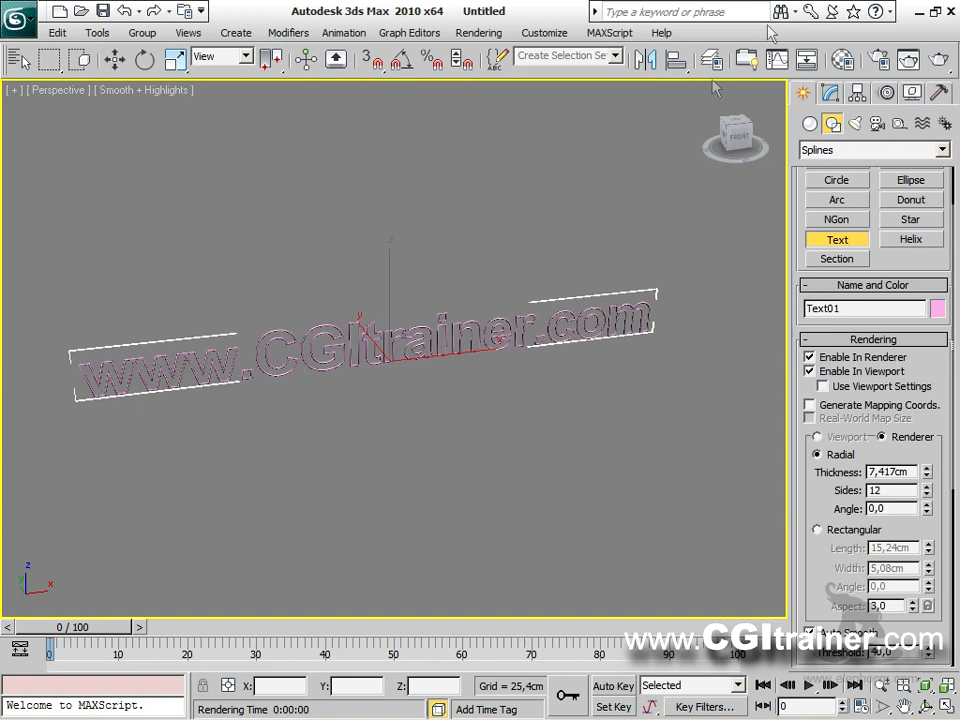 Autodesk 3ds Max 2010 x64 Untitled
Type a keyword or phrase
Edit Tools Group Views Create Modifiers Animation Graph Editors Rendering Customize MAXScript Help
View
3
ABC
Create Selection Se
[ + ] [ Perspective ] [ Smooth + Highlights ]
FRONT
Splines
Circle Ellipse
Arc Donut
NGon Star
Text Helix
Section
- Name and Color
Text01
- Rendering
Enable In Renderer
Enable In Viewport
Use Viewport Settings
Generate Mapping Coords.
Real-World Map Size
Viewport Renderer
Radial
Thickness: 7,417cm
Sides: 12
Angle: 0,0
Rectangular
Length: 15,24cm
Width: 5,08cm
Angle: 0,0
Aspect: 3,0
Auto Smooth
Threshold: 40,0
z
y
x
www.CGItrainer.com
z
x
< 0 / 100 >
0 10 20 30 40 50 60 70 80 90 100
www.CGItrainer.com
X: Y: Z: Grid = 25,4cm
Auto Key Selected
Welcome to MAXScript.
Rendering Time 0:00:00
Add Time Tag
Set Key Key Filters... 0